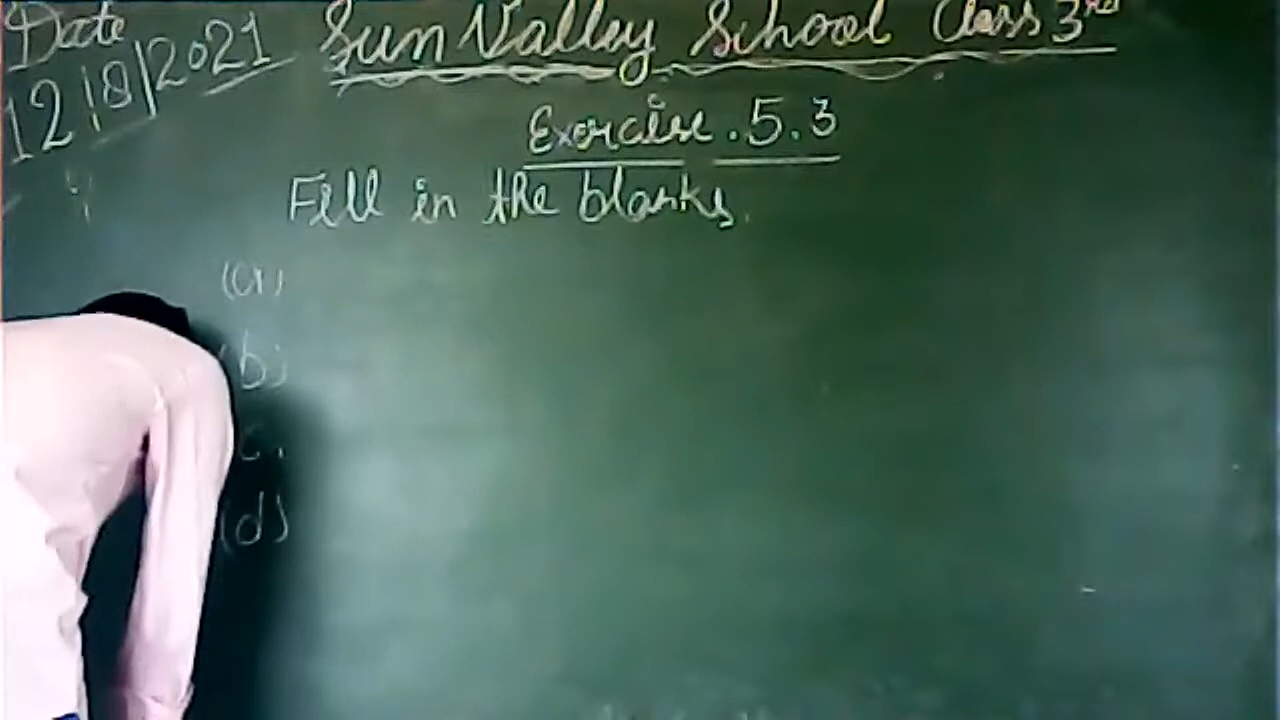 Date
12/8/2021
Sun Valley School Class 3rd
Exercise.5.3
Fill in the blanks.
(a)
(b)
c,
(d)